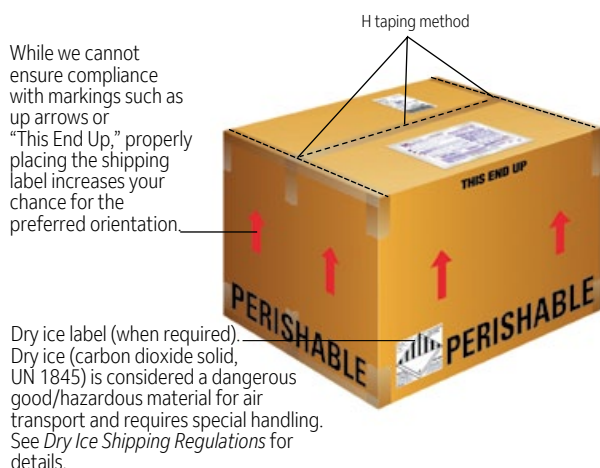 H taping method
While we cannot
ensure compliance
with markings such as
up arrows or
“This End Up,” properly
placing the shipping
label increases your
chance for the
preferred orientation.
THIS END UP
PERISHABLE
PERISHABLE
Dry ice label (when required).
Dry ice (carbon dioxide solid,
UN 1845) is considered a dangerous
good/hazardous material for air
transport and requires special handling.
See Dry Ice Shipping Regulations for
details.